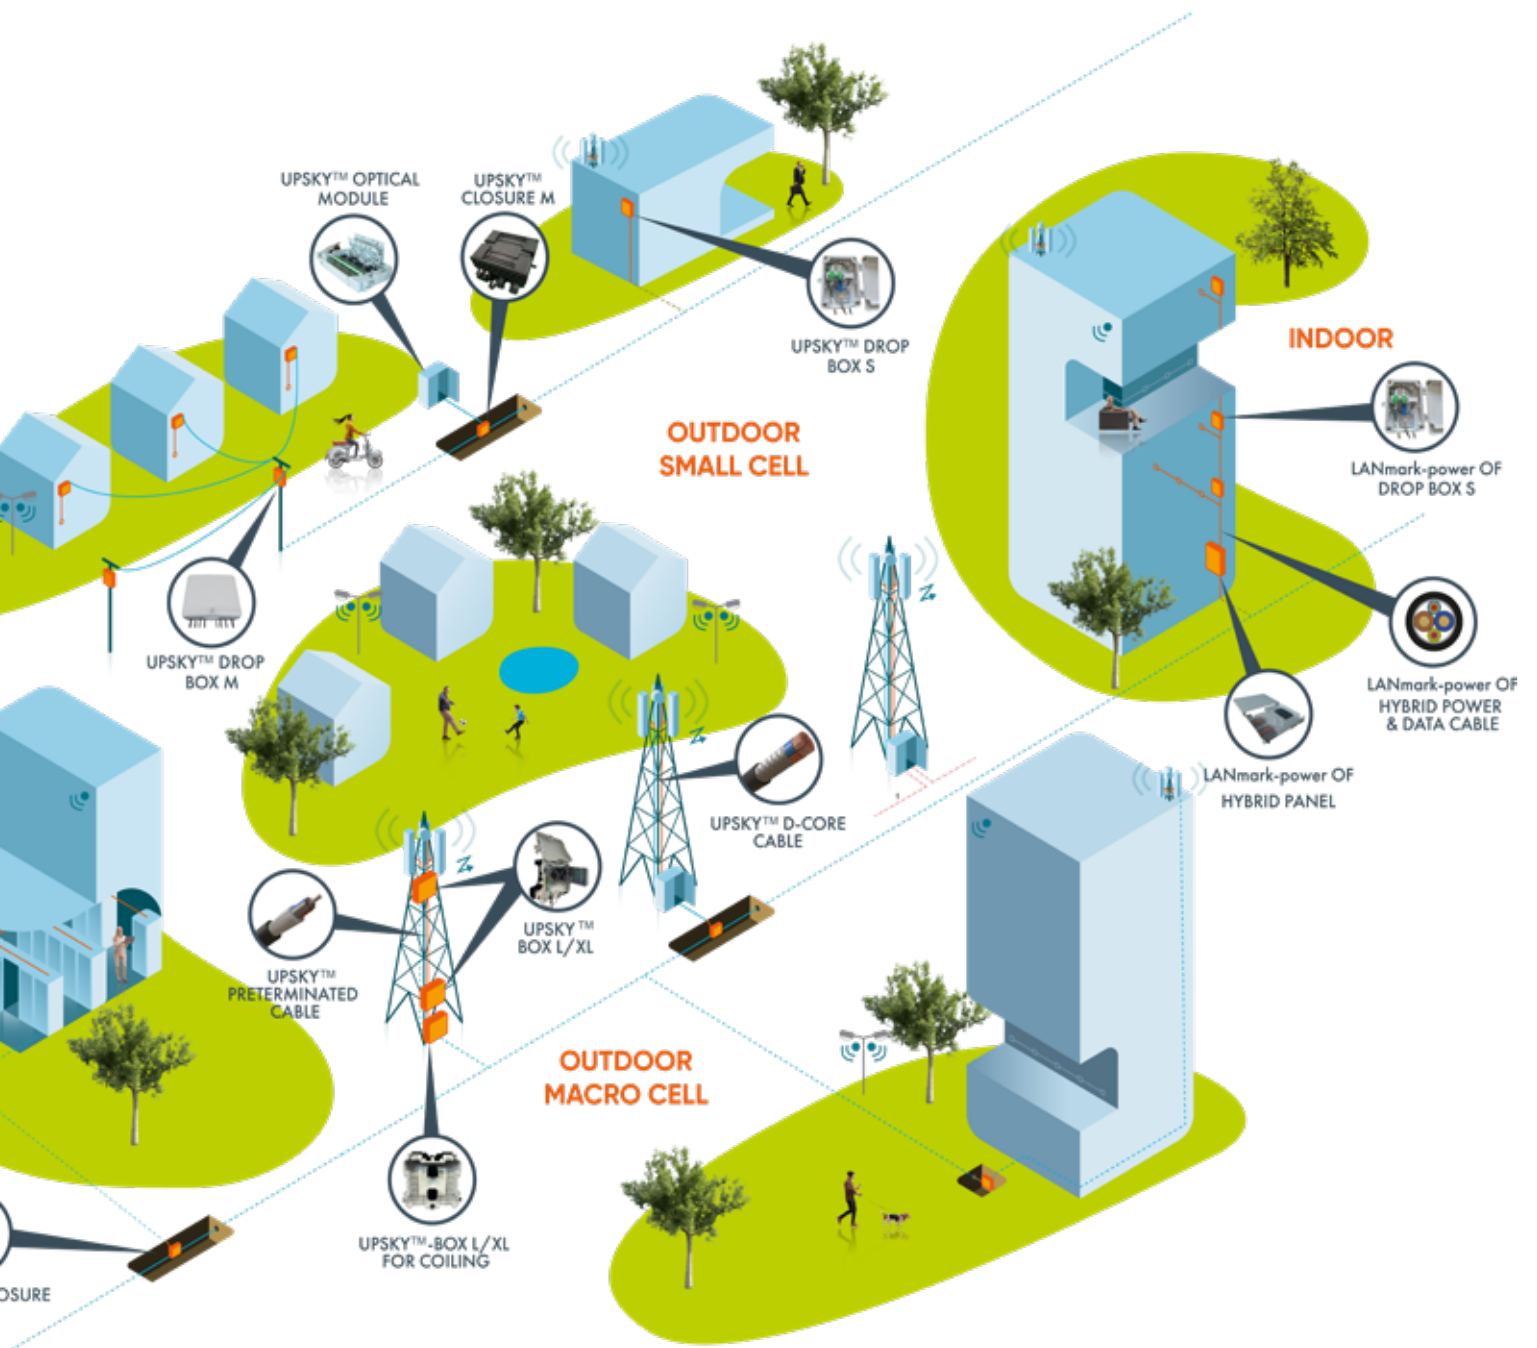 UPSKY™ OPTICAL
MODULE
UPSKY™
CLOSURE M
UPSKY™ DROP
BOX S
INDOOR
OUTDOOR
SMALL CELL
LANmark-power OF
DROP BOX S
UPSKY™ DROP
BOX M
LANmark-power OF
HYBRID POWER
& DATA CABLE
LANmark-power OF
HYBRID PANEL
UPSKY™ D-CORE
CABLE
UPSKY™
BOX L/XL
UPSKY™
PRETERMINATED
CABLE
OUTDOOR
MACRO CELL
UPSKY™-BOX L/XL
FOR COILING
OSURE